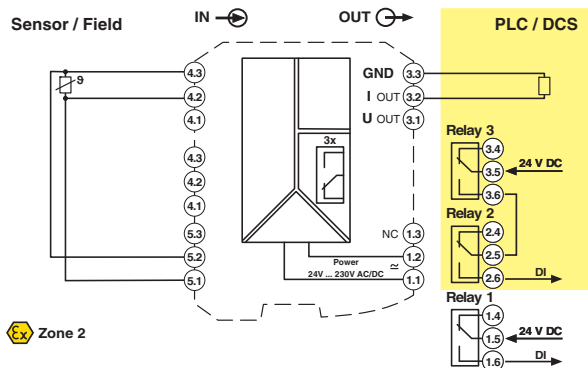 IN
OUT
Sensor / Field
PLC / DCS
4.3
ϑ
4.2
4.1
4.3
4.2
4.1
5.3
5.2
5.1
3x
GND 3.3
I OUT 3.2
U OUT 3.1
NC 1.3
1.2
1.1
Power
24V ... 230V AC/DC
≃
Relay 3
3.4
3.5
24 V DC
3.6
Relay 2
2.4
2.5
2.6
DI
Relay 1
1.4
1.5
24 V DC
1.6
DI
Ex Zone 2